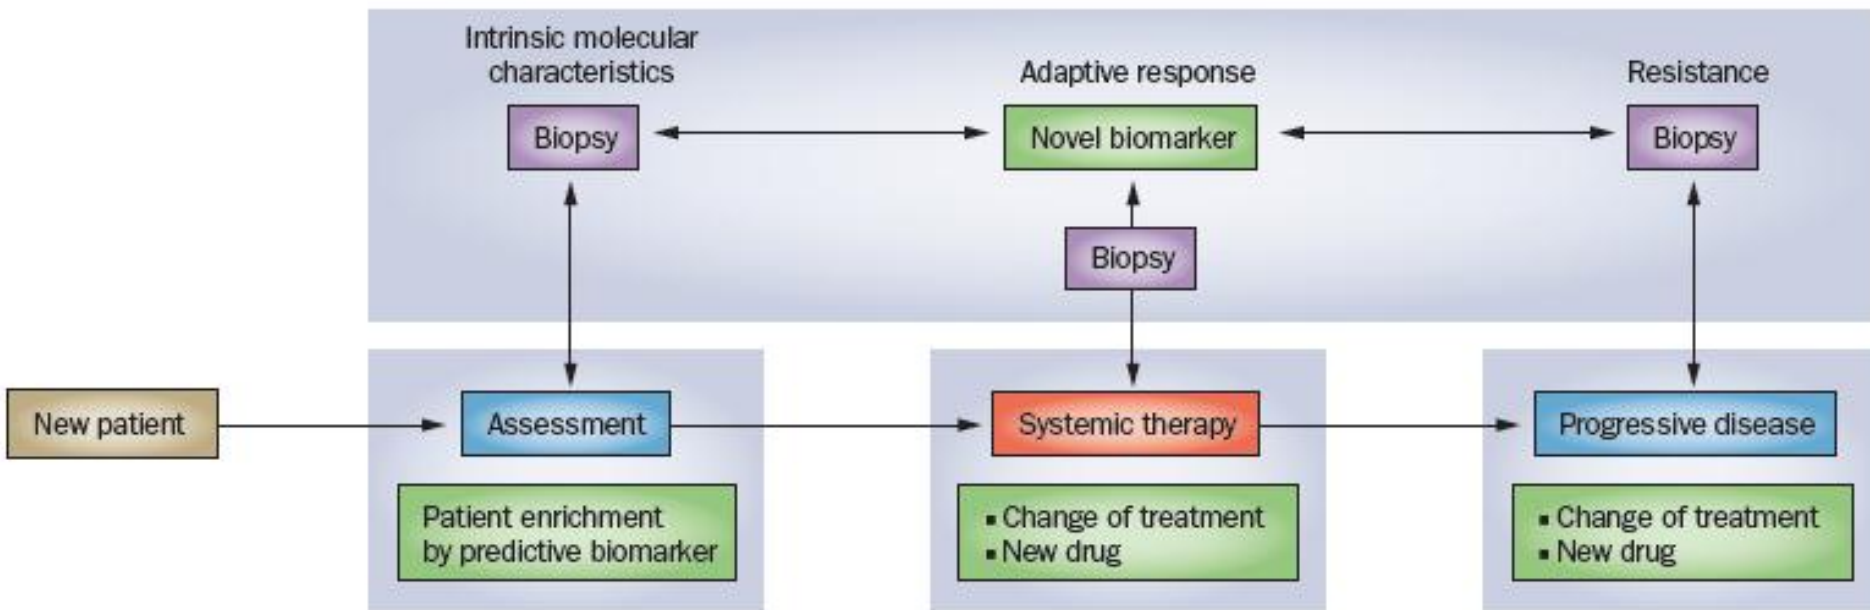 Intrinsic molecular
characteristics
Adaptive response
Resistance
Biopsy
Novel biomarker
Biopsy
Biopsy
New patient
Assessment
Systemic therapy
Progressive disease
Patient enrichment
by predictive biomarker
▪ Change of treatment
▪ New drug
▪ Change of treatment
▪ New drug